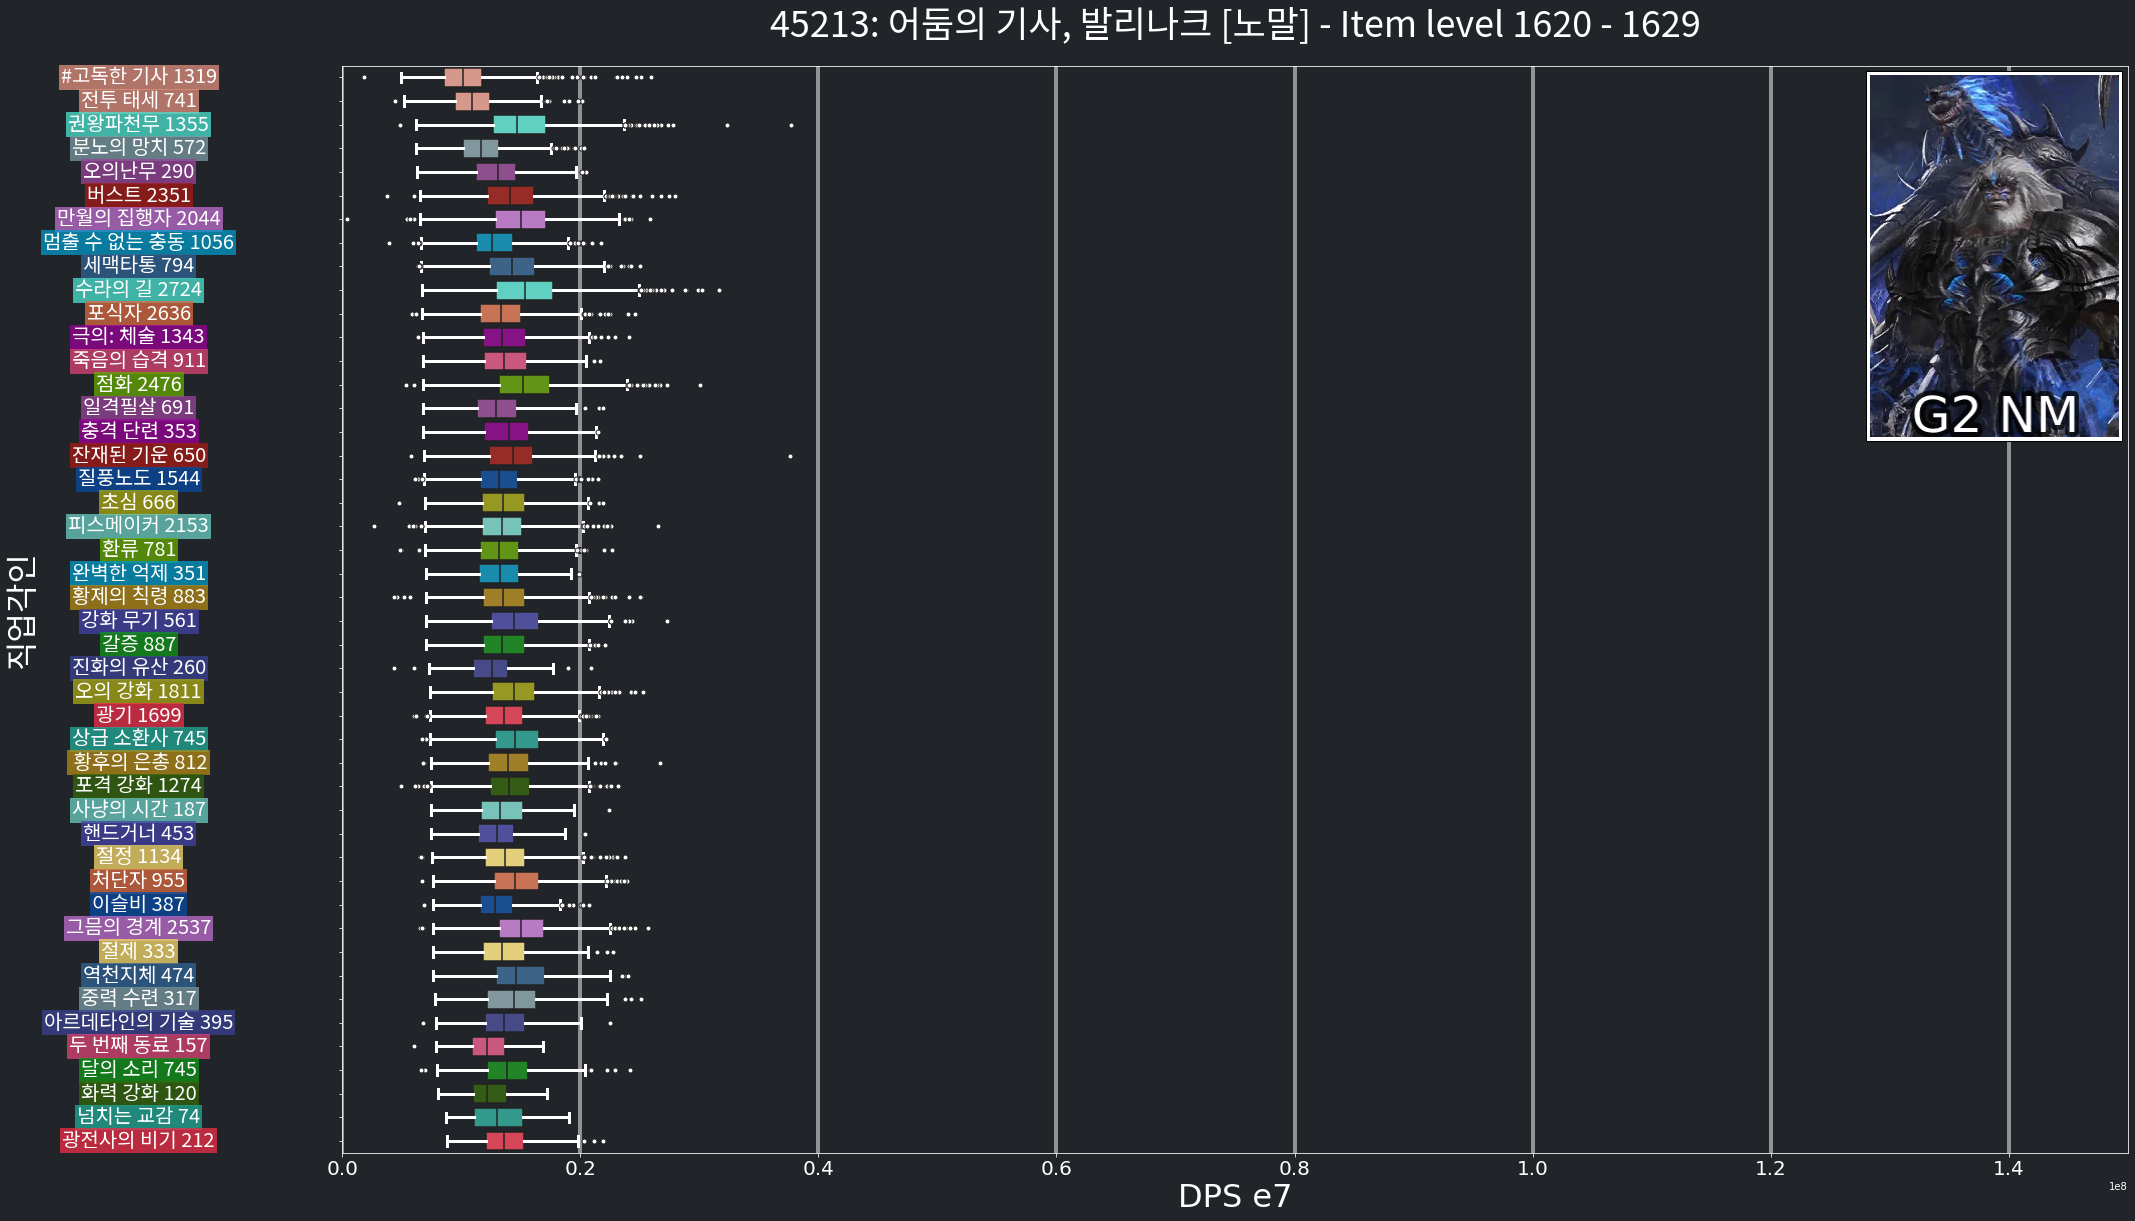 45213: 어둠의 기사, 발리나크 [노말] - Item level 1620 - 1629
직업각인
#고독한 기사 1319
전투 태세 741
권왕파천무 1355
분노의 망치 572
오의난무 290
버스트 2351
만월의 집행자 2044
멈출 수 없는 충동 1056
세맥타통 794
수라의 길 2724
포식자 2636
극의: 체술 1343
죽음의 습격 911
점화 2476
일격필살 691
충격 단련 353
잔재된 기운 650
질풍노도 1544
초심 666
피스메이커 2153
환류 781
완벽한 억제 351
황제의 칙령 883
강화 무기 561
갈증 887
진화의 유산 260
오의 강화 1811
광기 1699
상급 소환사 745
황후의 은총 812
포격 강화 1274
사냥의 시간 187
핸드거너 453
절정 1134
처단자 955
이슬비 387
그믐의 경계 2537
절제 333
역천지체 474
중력 수련 317
아르데타인의 기술 395
두 번째 동료 157
달의 소리 745
화력 강화 120
넘치는 교감 74
광전사의 비기 212
G2 NM
0.0 0.2 0.4 0.6 0.8 1.0 1.2 1.4
1e8
DPS e7